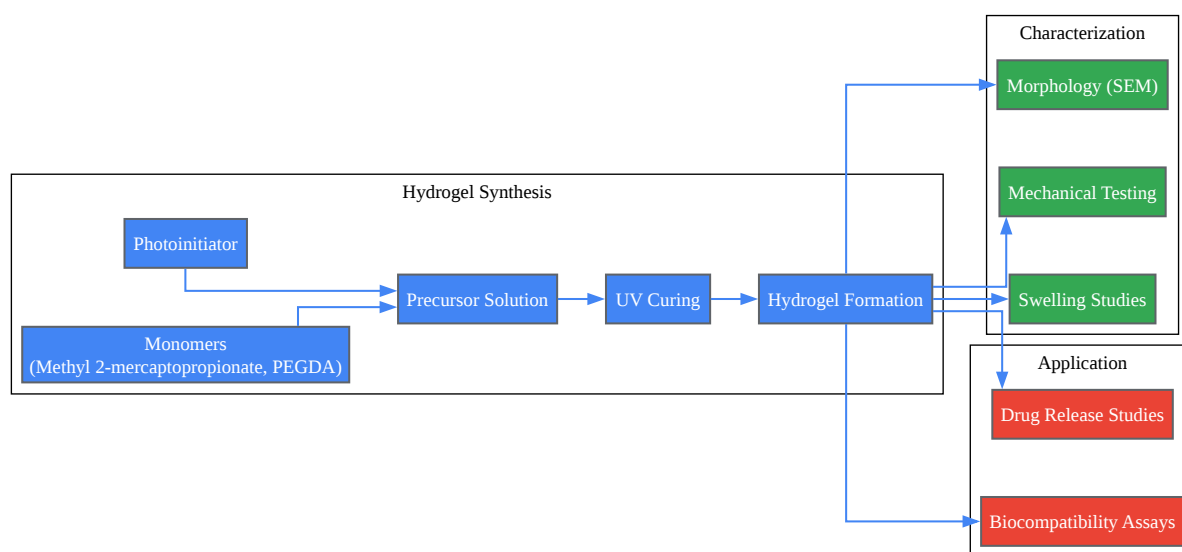 Hydrogel Synthesis
Photoinitiator
Monomers
(Methyl 2-mercaptopropionate, PEGDA)
Precursor Solution
UV Curing
Hydrogel Formation
Characterization
Morphology (SEM)
Mechanical Testing
Swelling Studies
Application
Drug Release Studies
Biocompatibility Assays